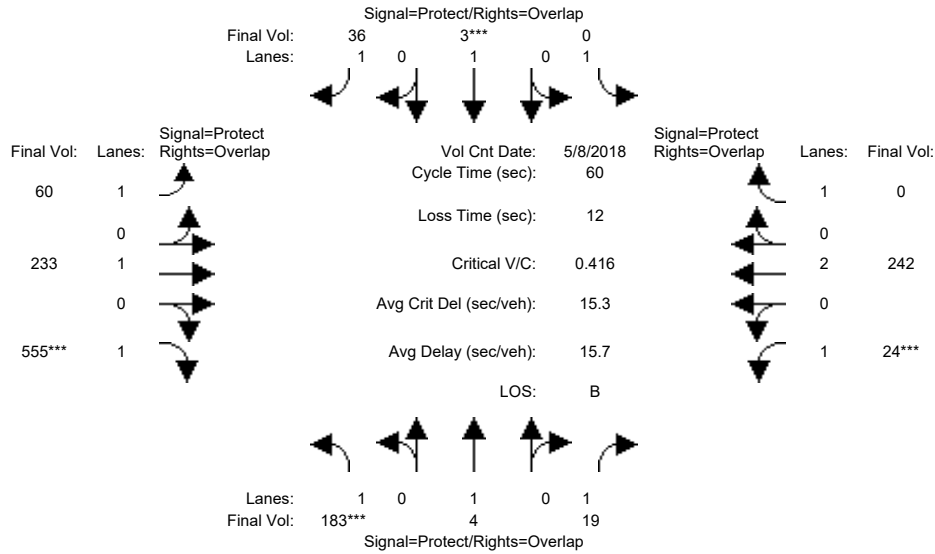 Signal=Protect/Rights=Overlap
Final Vol: 36 3*** 0
Lanes: 1 0 1 0 1
Signal=Protect Signal=Protect
Final Vol: Lanes: Rights=Overlap Vol Cnt Date: 5/8/2018 Rights=Overlap Lanes: Final Vol:
Cycle Time (sec): 60
60 1 1 0
Loss Time (sec): 12
0 0
233 1 Critical V/C: 0.416 2 242
0 Avg Crit Del (sec/veh): 15.3 0
555*** 1 Avg Delay (sec/veh): 15.7 1 24***
LOS: B
Lanes: 1 0 1 0 1
Final Vol: 183*** 4 19
Signal=Protect/Rights=Overlap